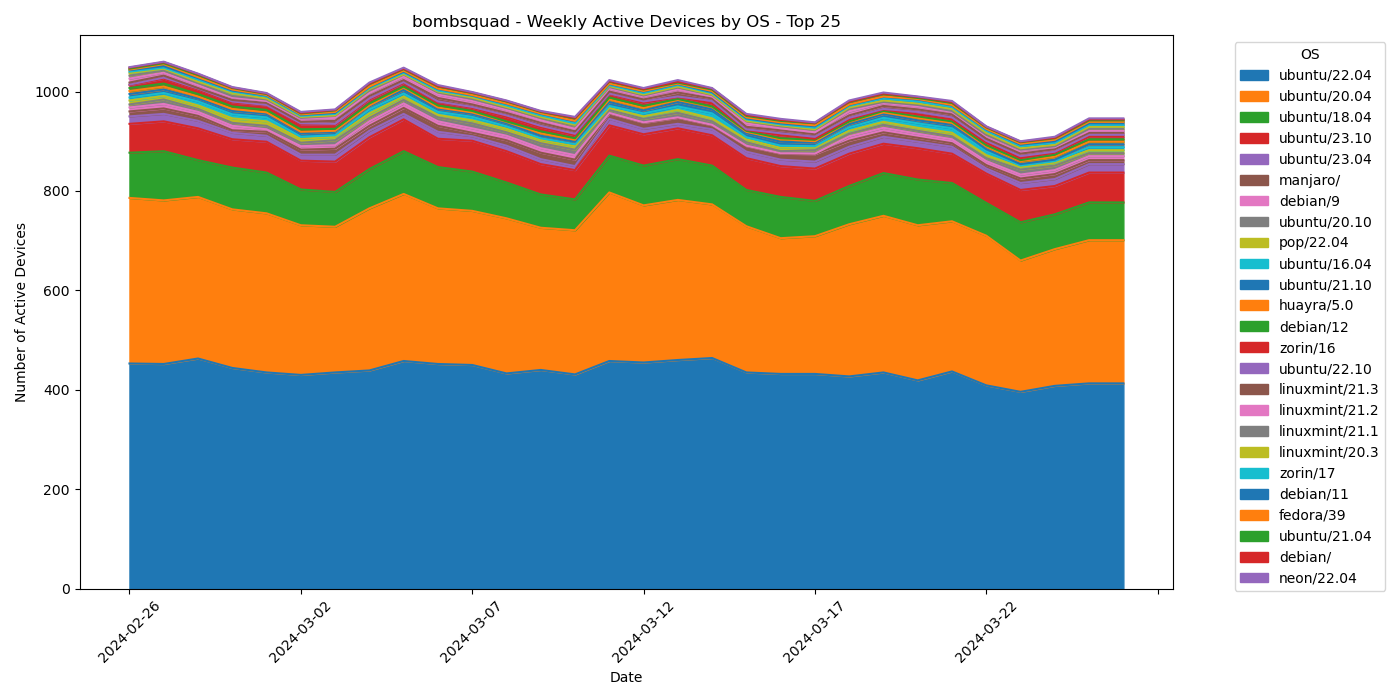 bombsquad - Weekly Active Devices by OS - Top 25
Number of Active Devices
1000
800
600
400
200
0
2024-02-26
2024-03-02
2024-03-07
2024-03-12
2024-03-17
2024-03-22
Date
OS
ubuntu/22.04
ubuntu/20.04
ubuntu/18.04
ubuntu/23.10
ubuntu/23.04
manjaro/
debian/9
ubuntu/20.10
pop/22.04
ubuntu/16.04
ubuntu/21.10
huayra/5.0
debian/12
zorin/16
ubuntu/22.10
linuxmint/21.3
linuxmint/21.2
linuxmint/21.1
linuxmint/20.3
zorin/17
debian/11
fedora/39
ubuntu/21.04
debian/
neon/22.04